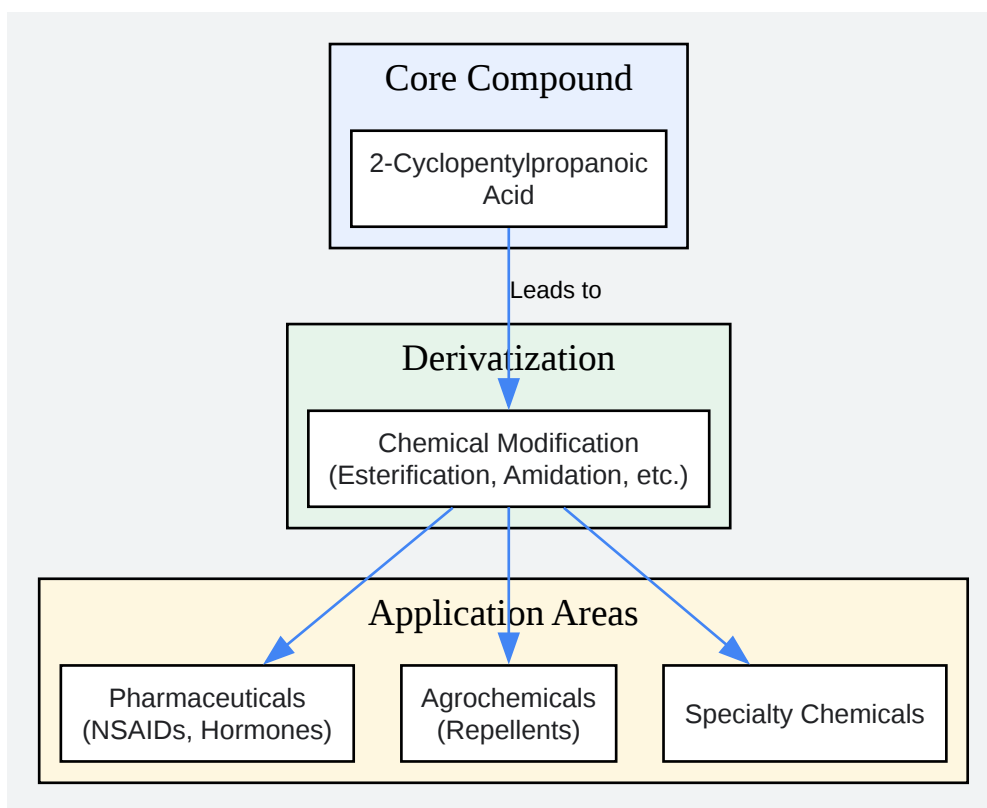 Core Compound
2-Cyclopentylpropanoic
Acid
Leads to
Derivatization
Chemical Modification
(Esterification, Amidation, etc.)
Application Areas
Pharmaceuticals
(NSAIDs, Hormones)
Agrochemicals
(Repellents)
Specialty Chemicals